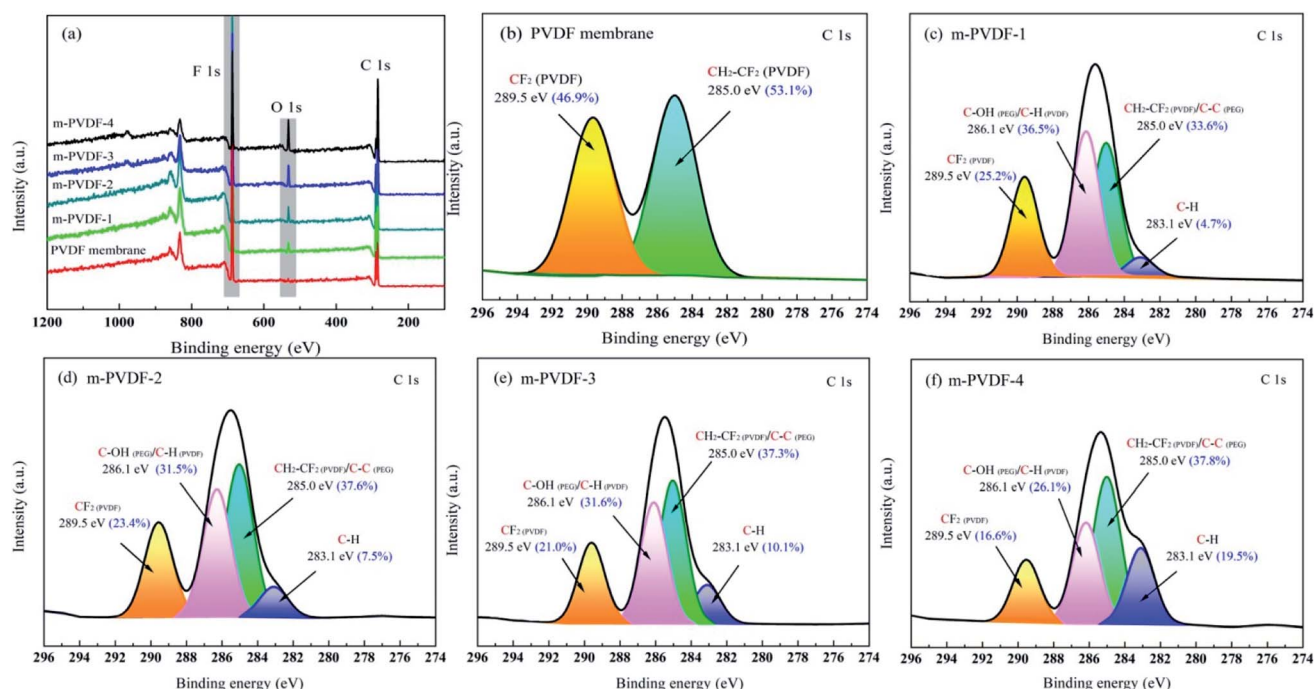 (a)
F 1s
O 1s
C 1s
m-PVDF-4
m-PVDF-3
m-PVDF-2
m-PVDF-1
PVDF membrane
Intensity (a.u.)
1200 1000 800 600 400 200
Binding energy (eV)
(b) PVDF membrane
C 1s
CF2 (PVDF)
289.5 eV (46.9%)
CH2-CF2 (PVDF)
285.0 eV (53.1%)
Intensity (a.u.)
296 294 292 290 288 286 284 282 280 278 276 274
Binding energy (eV)
(c) m-PVDF-1
C 1s
C-OH (PEG)/C-H (PVDF)
286.1 eV (36.5%)
CH2-CF2 (PVDF)/C-C (PEG)
285.0 eV (33.6%)
CF2 (PVDF)
289.5 eV (25.2%)
C-H
283.1 eV (4.7%)
Intensity (a.u.)
296 294 292 290 288 286 284 282 280 278 276 274
Binding energy (eV)
(d) m-PVDF-2
C 1s
C-OH (PEG)/C-H (PVDF)
286.1 eV (31.5%)
CH2-CF2 (PVDF)/C-C (PEG)
285.0 eV (37.6%)
CF2 (PVDF)
289.5 eV (23.4%)
C-H
283.1 eV (7.5%)
Intensity (a.u.)
296 294 292 290 288 286 284 282 280 278 276 274
Binding energy (eV)
(e) m-PVDF-3
C 1s
CH2-CF2 (PVDF)/C-C (PEG)
285.0 eV (37.3%)
C-OH (PEG)/C-H (PVDF)
286.1 eV (31.6%)
CF2 (PVDF)
289.5 eV (21.0%)
C-H
283.1 eV (10.1%)
Intensity (a.u.)
296 294 292 290 288 286 284 282 280 278 276 274
Binding energy (eV)
(f) m-PVDF-4
C 1s
CH2-CF2 (PVDF)/C-C (PEG)
285.0 eV (37.8%)
C-OH (PEG)/C-H (PVDF)
286.1 eV (26.1%)
CF2 (PVDF)
289.5 eV (16.6%)
C-H
283.1 eV (19.5%)
Intensity (a.u.)
296 294 292 290 288 286 284 282 280 278 276 274
Binding energy (eV)